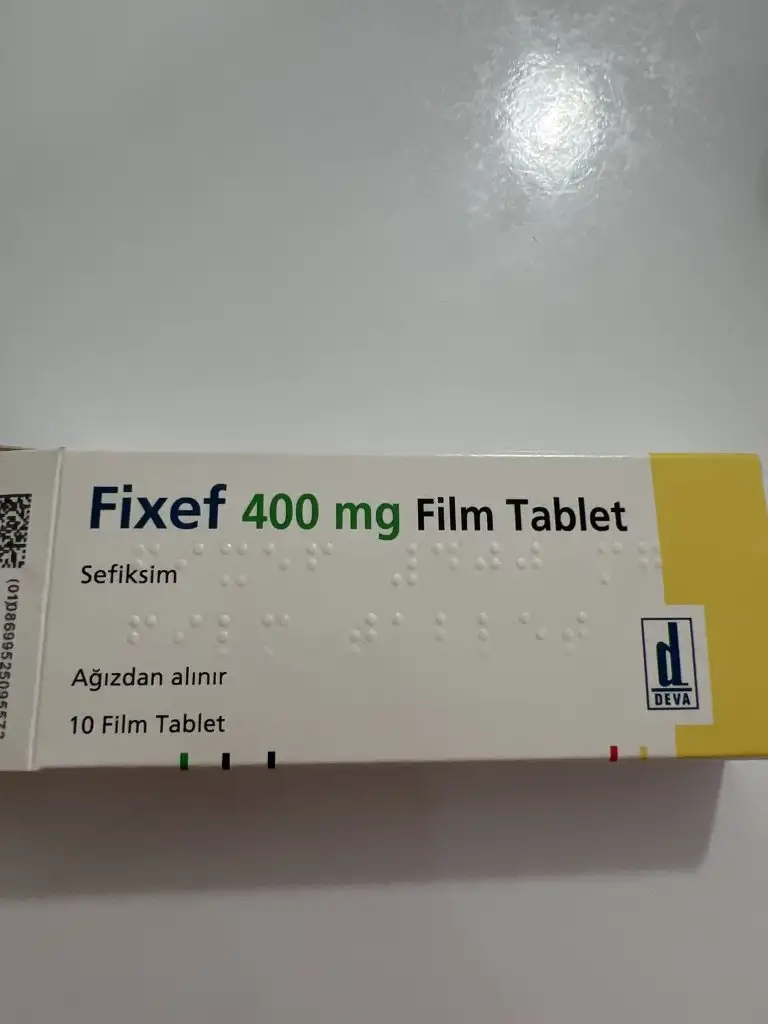 Fixef 400 mg Film Tablet
Sefiksim
Ağızdan alınır
10 Film Tablet
d
DEVA